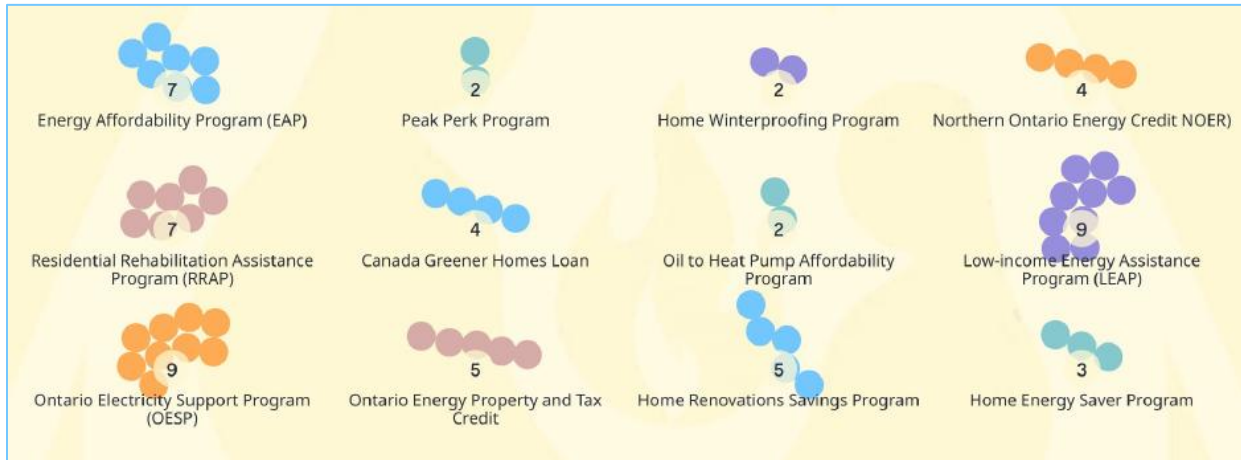 7
2
2
4
Energy Affordability Program (EAP)
Peak Perk Program
Home Winterproofing Program
Northern Ontario Energy Credit NOER)
7
4
2
9
Residential Rehabilitation Assistance
Program (RRAP)
Canada Greener Homes Loan
Oil to Heat Pump Affordability
Program
Low-income Energy Assistance
Program (LEAP)
9
5
5
3
Ontario Electricity Support Program
(OESP)
Ontario Energy Property and Tax
Credit
Home Renovations Savings Program
Home Energy Saver Program